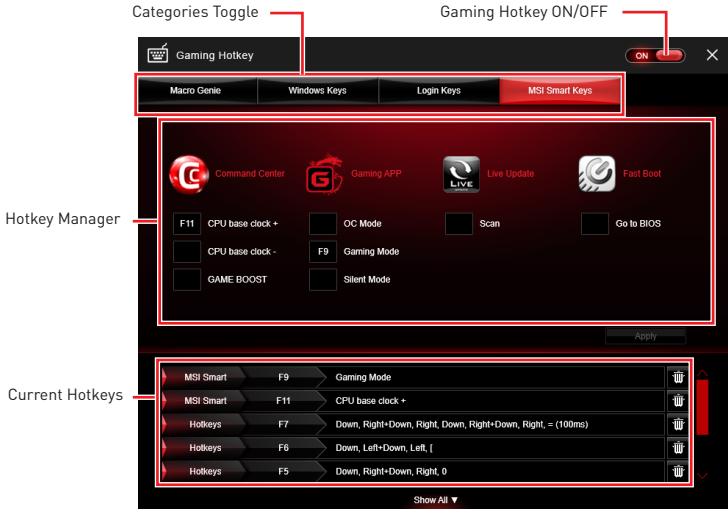 Categories Toggle
Gaming Hotkey ON/OFF
Gaming Hotkey
ON
Macro Genie
Windows Keys
Login Keys
MSI Smart Keys
Command Center
Gaming APP
LIVE
Live Update
Fast Boot
Hotkey Manager
F11 CPU base clock +
OC Mode
Scan
Go to BIOS
CPU base clock -
F9 Gaming Mode
GAME BOOST
Silent Mode
Apply
Current Hotkeys
MSI Smart F9 Gaming Mode
MSI Smart F11 CPU base clock +
Hotkeys F7 Down, Right+Down, Right, Down, Right+Down, Right, = (100ms)
Hotkeys F6 Down, Left+Down, Left, [
Hotkeys F5 Down, Right+Down, Right, 0
Show All ▼